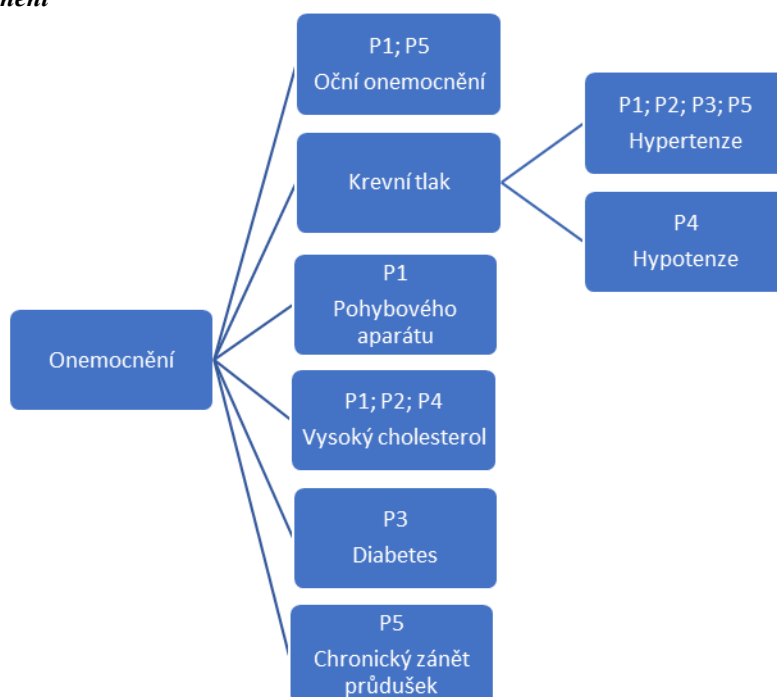 P1; P5
Oční onemocnění
P1; P2; P3; P5
Hypertenze
Krevní tlak
P4
Hypotenze
P1
Pohybového
aparátu
Onemocnění
P1; P2; P4
Vysoký cholesterol
P3
Diabetes
P5
Chronický zánět
průdušek